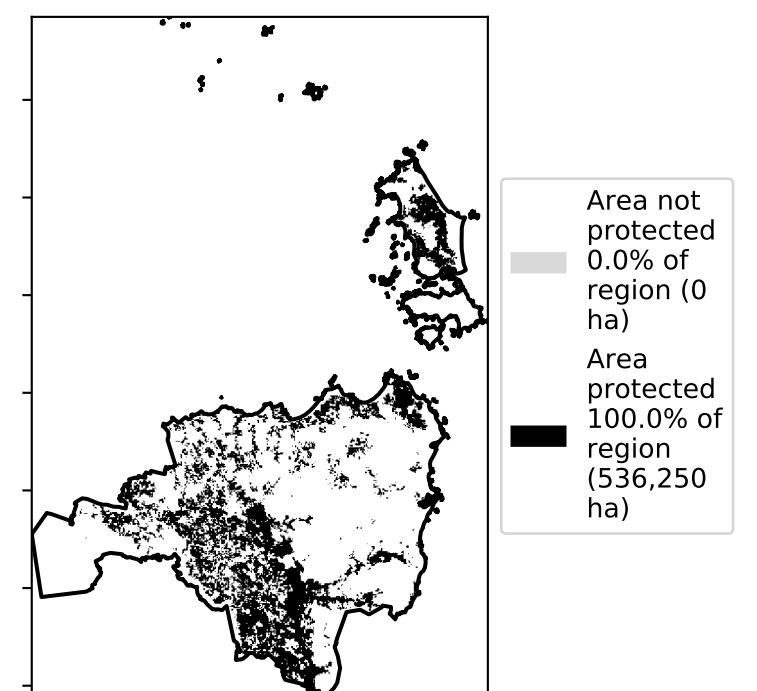 Area not
protected
0.0% of
region (0
ha)
Area
protected
100.0% of
region
(536,250
ha)